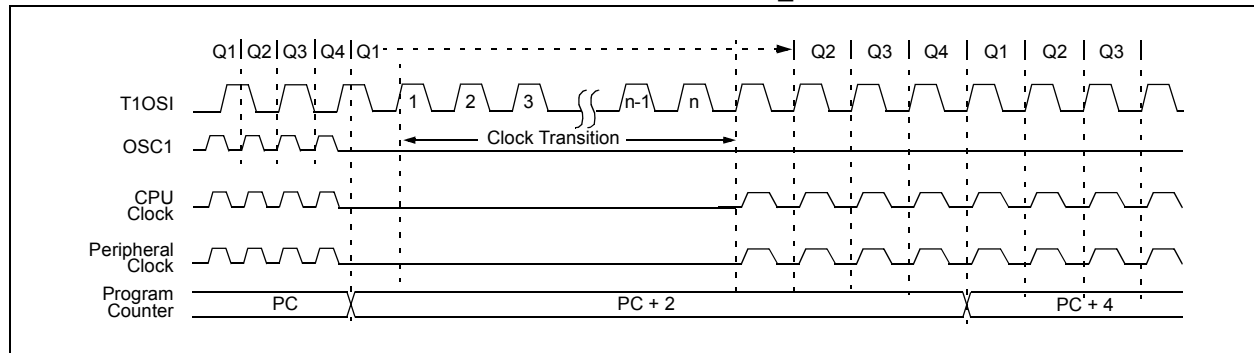 Q1 Q2 Q3 Q4 Q1 Q2 Q3 Q4 Q1 Q2 Q3
T1OSI 1 2 3 n-1 n
Clock Transition
OSC1
CPU
Clock
Peripheral
Clock
Program
Counter
PC PC + 2 PC + 4